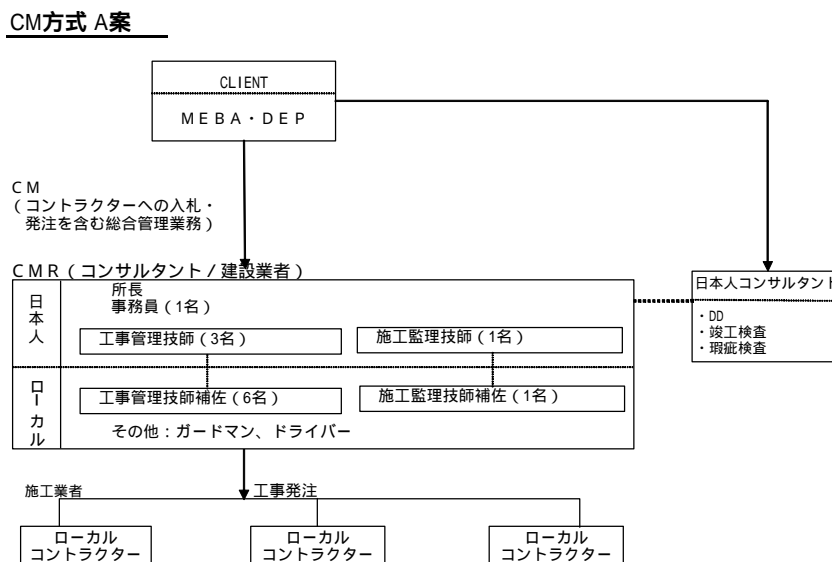 CM方式 A案
CLIENT
MEBA・DEP
CM
(コントラクターへの入札・
発注を含む総合管理業務)
CMR(コンサルタント/建設業者)
日本人
所長
事務員(1名)
工事管理技師(3名)
施工監理技師(1名)
ローカル
工事管理技師補佐(6名)
施工監理技師補佐(1名)
その他:ガードマン、ドライバー
日本人コンサルタント
・DD
・竣工検査
・瑕疵検査
施工業者
工事発注
ローカル
コントラクター
ローカル
コントラクター
ローカル
コントラクター